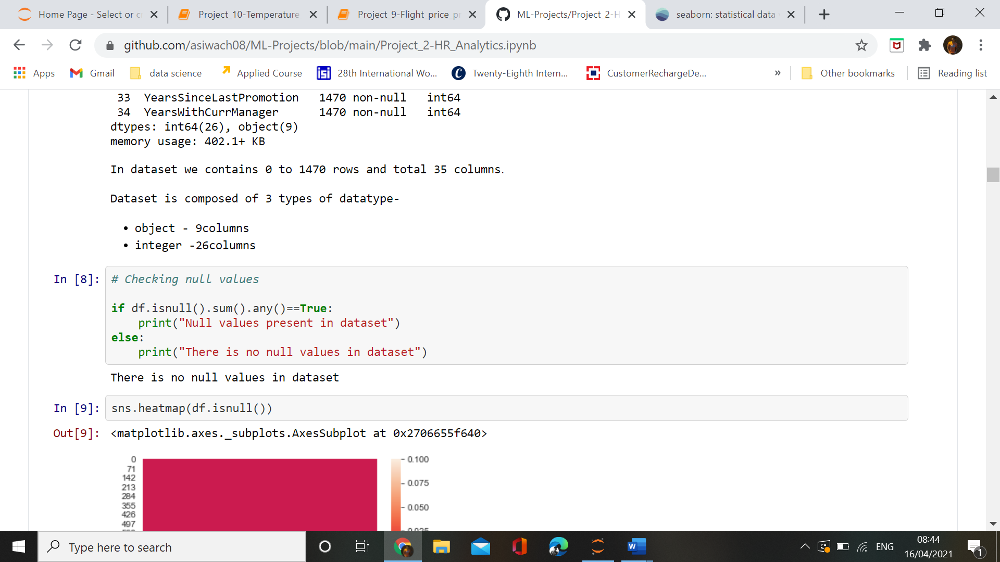 Home Page - Select or c
Project_10-Temperature_
Project_9-Flight_price_p
ML-Projects/Project_2-H
seaborn: statistical data
github.com/asiwach08/ML-Projects/blob/main/Project_2-HR_Analytics.ipynb
Apps
Gmail
data science
Applied Course
28th International Wo...
Twenty-Eighth Intern...
CustomerRechargeDe...
»
Other bookmarks
Reading list
33 YearsSinceLastPromotion 1470 non-null int64
34 YearsWithCurrManager 1470 non-null int64
dtypes: int64(26), object(9)
memory usage: 402.1+ KB
In dataset we contains 0 to 1470 rows and total 35 columns.
Dataset is composed of 3 types of datatype-
• object - 9columns
• integer -26columns
In [8]: # Checking null values
if df.isnull().sum().any()==True:
print("Null values present in dataset")
else:
print("There is no null values in dataset")
There is no null values in dataset
In [9]: sns.heatmap(df.isnull())
Out[9]: <matplotlib.axes._subplots.AxesSubplot at 0x2706655f640>
0
71
142
213
284
355
426
497
0.100
0.075
0.050
0.025
Type here to search
ENG
08:44
16/04/2021
1